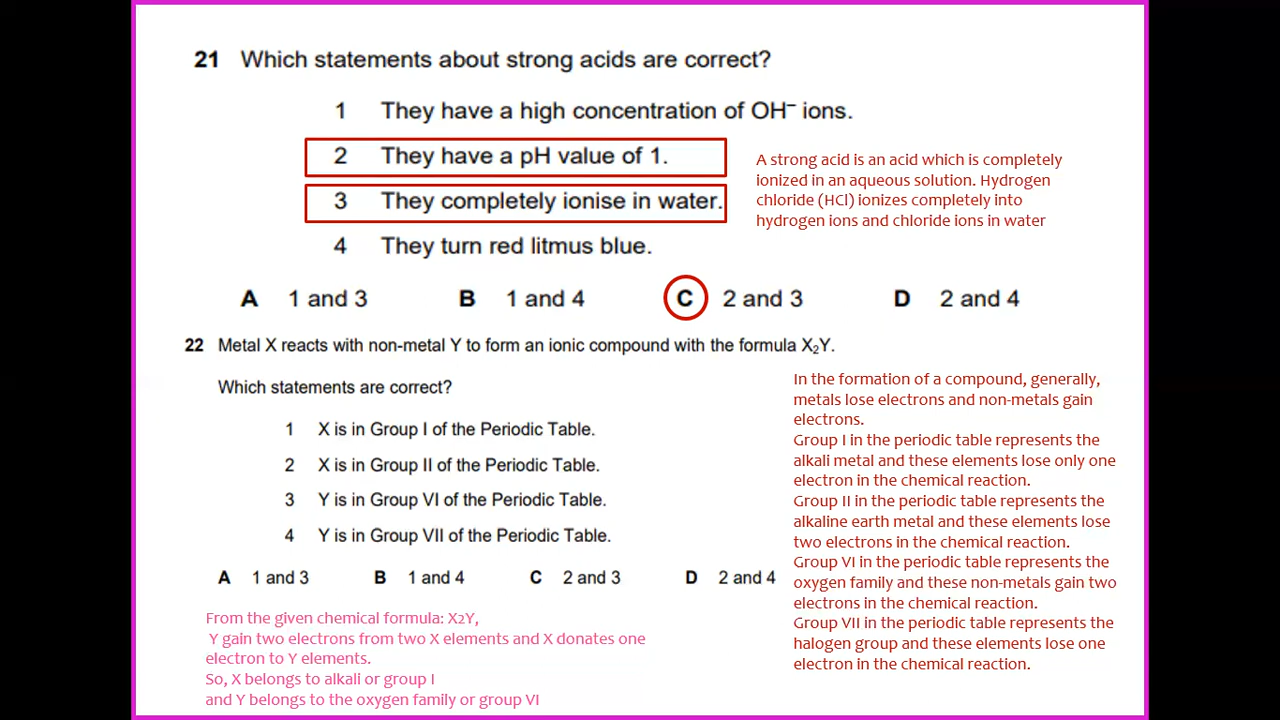 21 Which statements about strong acids are correct?
1 They have a high concentration of OH⁻ ions.
2 They have a pH value of 1.
3 They completely ionise in water.
4 They turn red litmus blue.
A strong acid is an acid which is completely
ionized in an aqueous solution. Hydrogen
chloride (HCl) ionizes completely into
hydrogen ions and chloride ions in water
A 1 and 3 B 1 and 4 C 2 and 3 D 2 and 4
22 Metal X reacts with non-metal Y to form an ionic compound with the formula X₂Y.
Which statements are correct?
1 X is in Group I of the Periodic Table.
2 X is in Group II of the Periodic Table.
3 Y is in Group VI of the Periodic Table.
4 Y is in Group VII of the Periodic Table.
A 1 and 3 B 1 and 4 C 2 and 3 D 2 and 4
In the formation of a compound, generally,
metals lose electrons and non-metals gain
electrons.
Group I in the periodic table represents the
alkali metal and these elements lose only one
electron in the chemical reaction.
Group II in the periodic table represents the
alkaline earth metal and these elements lose
two electrons in the chemical reaction.
Group VI in the periodic table represents the
oxygen family and these non-metals gain two
electrons in the chemical reaction.
Group VII in the periodic table represents the
halogen group and these elements lose one
electron in the chemical reaction.
From the given chemical formula: X2Y,
Y gain two electrons from two X elements and X donates one
electron to Y elements.
So, X belongs to alkali or group I
and Y belongs to the oxygen family or group VI